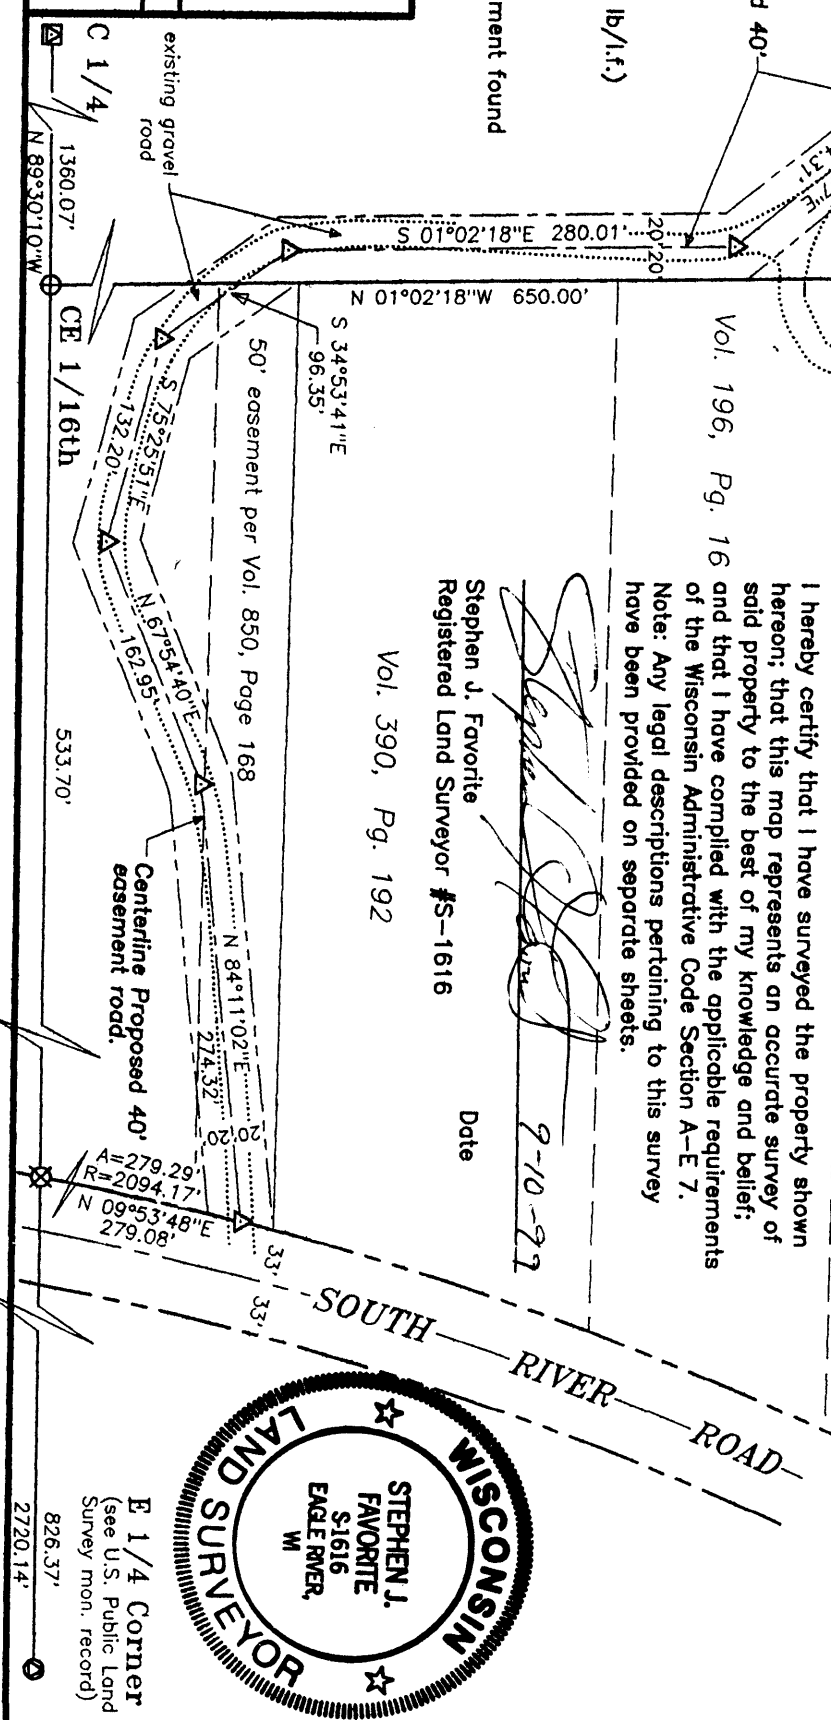 d 40'
lb/l.f.)
ment found
4.31'
7"E
20' 20'
S 01°02'18"E 280.01'
N 01°02'18"W 650.00'
existing gravel
road
C 1/4
1360.07'
N 89°30'10"W
CE 1/16th
S 34°53'41"E
96.35'
S 75°25'51"E
132.20'
50' easement per Vol. 850, Page 168
N 67°54'40"E
162.95'
533.70'
Centerline Proposed 40'
easement road.
N 84°11'02"E
274.32'
20' 20'
Vol. 196, Pg. 16
Vol. 390, Pg. 192
I hereby certify that I have surveyed the property shown
hereon; that this map represents an accurate survey of
said property to the best of my knowledge and belief;
and that I have complied with the applicable requirements
of the Wisconsin Administrative Code Section A-E 7.
Note: Any legal descriptions pertaining to this survey
have been provided on separate sheets.
9-10-97
Stephen J. Favorite
Date
Registered Land Surveyor #S-1616
A=279.29'
R=2094.17'
N 09°53'48"E
279.08'
33'
33'
SOUTH RIVER ROAD
WISCONSIN
STEPHEN J.
FAVORITE
S-1616
EAGLE RIVER,
WI
LAND SURVEYOR
E 1/4 Corner
(see U.S. Public Land
Survey mon. record)
826.37'
2720.14'